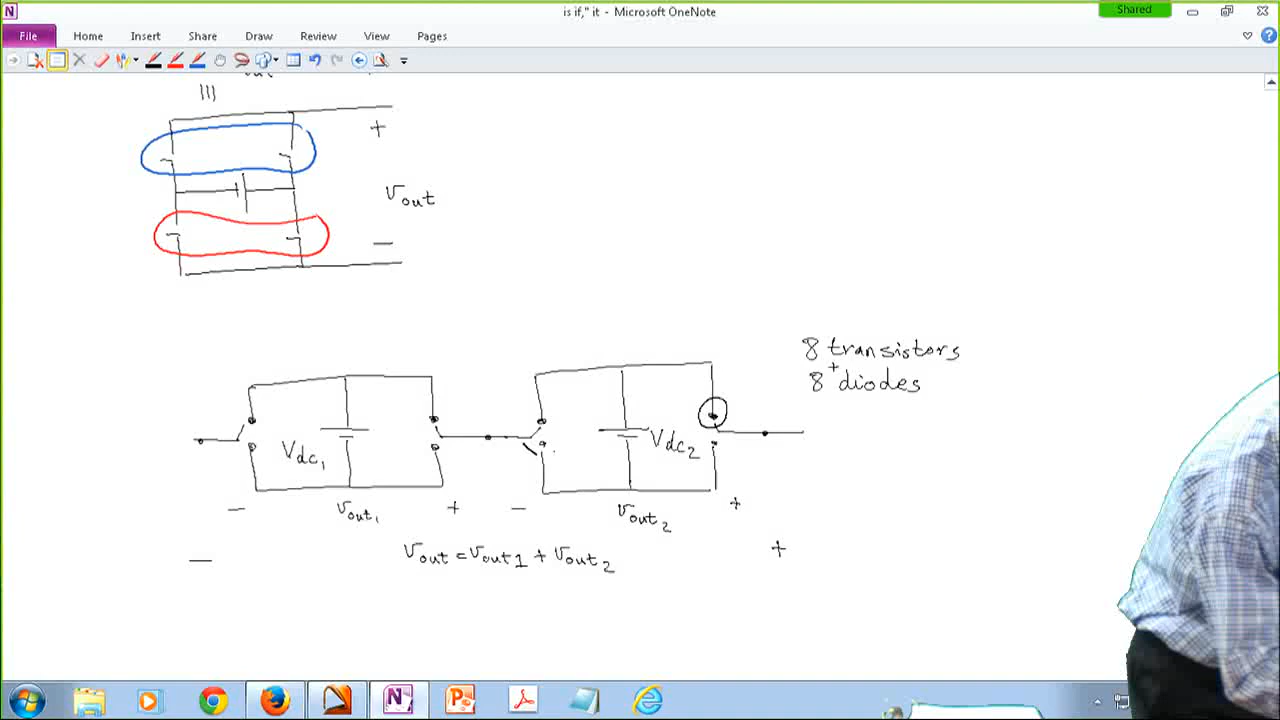 is if," it - Microsoft OneNote
Shared
File Home Insert Share Draw Review View Pages
+
Vout
−
8 transistors
+
8 diodes
Vdc1
Vdc2
− Vout1 + − Vout2 +
− Vout = Vout1 + Vout2 +